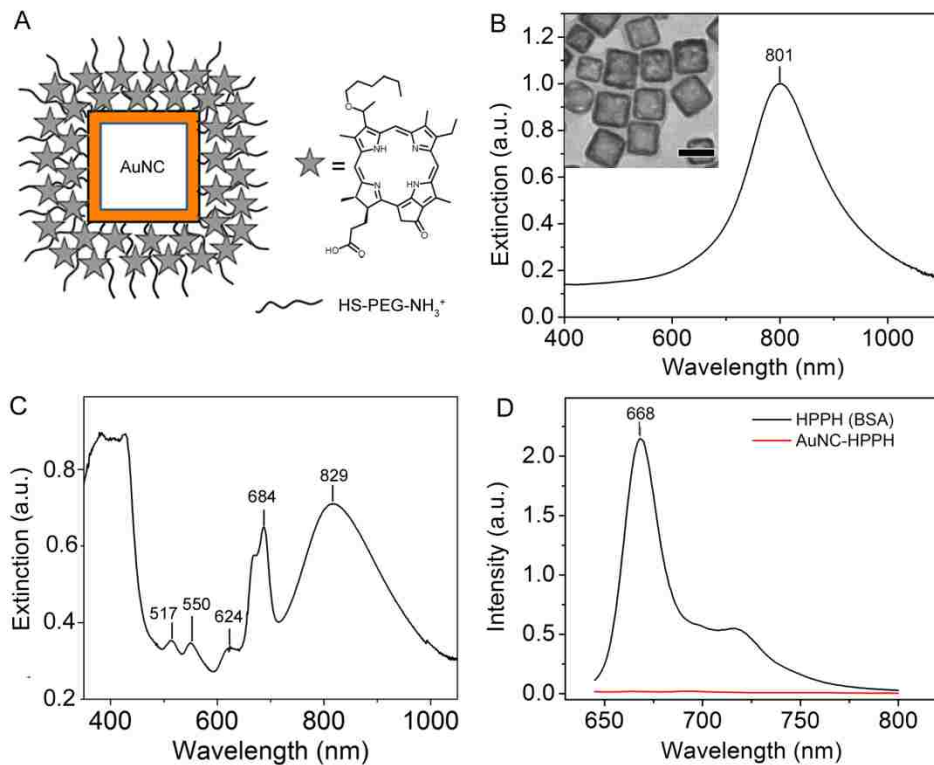 A
AuNC
=
O
NH
N
N
HN
HO
O
O
HS-PEG-NH₃⁺
B
801
1.2
1.0
0.8
0.6
0.4
0.2
0.0
Extinction (a.u.)
400 600 800 1000
Wavelength (nm)
C
829
684
517 550 624
0.8
0.6
0.4
0.2
Extinction (a.u.)
400 600 800 1000
Wavelength (nm)
D
668
HPPH (BSA)
AuNC-HPPH
2.0
1.5
1.0
0.5
0.0
Intensity (a.u.)
650 700 750 800
Wavelength (nm)